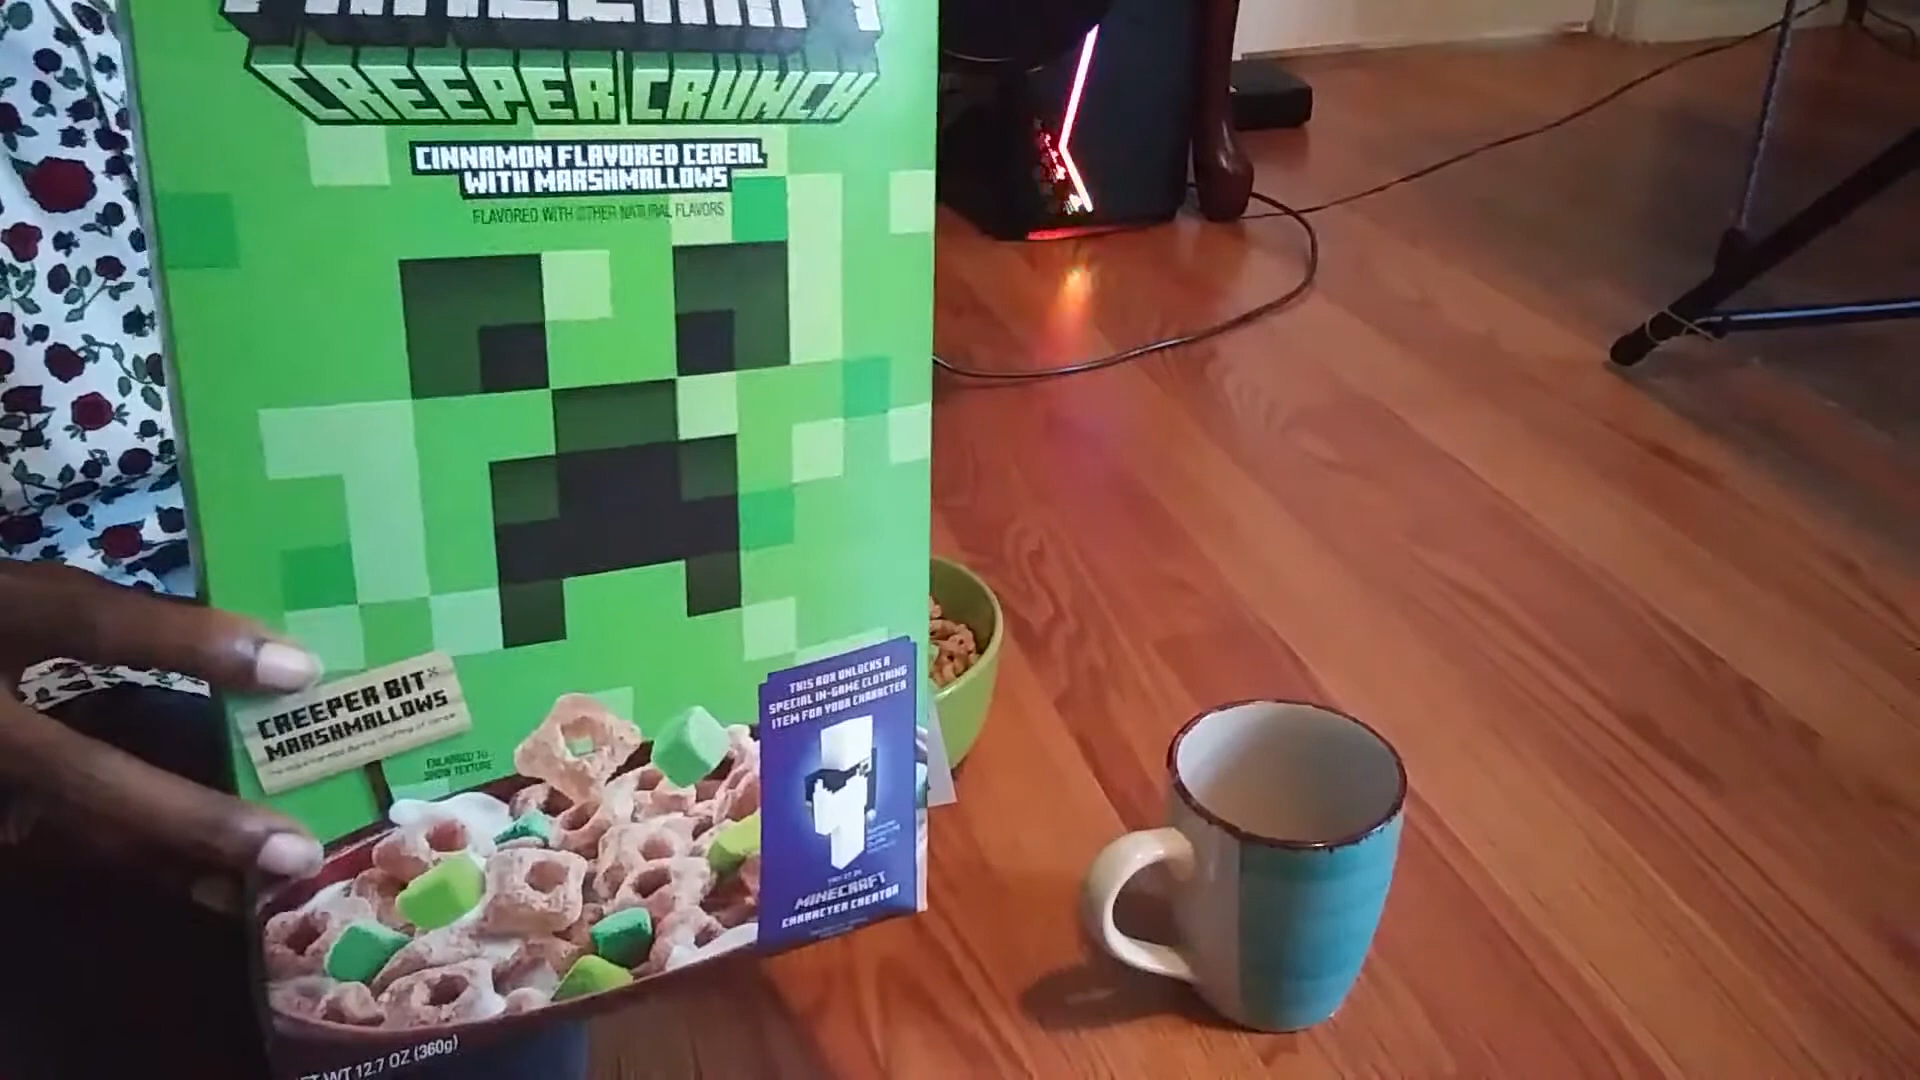 MINECRAFT
CREEPER CRUNCH
CINNAMON FLAVORED CEREAL
WITH MARSHMALLOWS
FLAVORED WITH OTHER NATURAL FLAVORS
CREEPER BIT
MARSHMALLOWS
ENLARGED TO
SHOW TEXTURE
THIS BOX UNLOCKS A
SPECIAL IN-GAME CLOTHING
ITEM FOR YOUR CHARACTER
MINECRAFT
CHARACTER CREATOR
WT 12.7 OZ (360g)